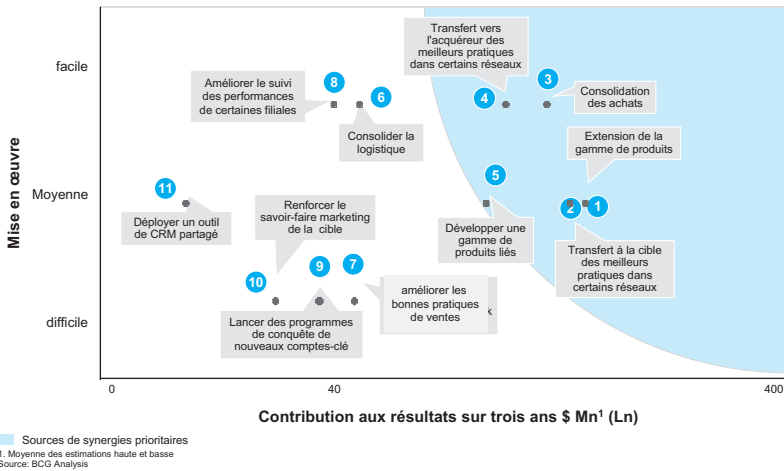 Transfert vers
l'acquéreur des
meilleurs pratiques
dans certains réseaux
facile
8
Améliorer le suivi
des performances
de certaines filiales
6
Consolider la
logistique
4
3
Consolidation
des achats
Extension de la
gamme de produits
Mise en œuvre
Moyenne
11
Déployer un outil
de CRM partagé
Renforcer le
savoir-faire marketing
de la cible
5
Développer une
gamme de
produits liés
2
1
Transfert à la cible
des meilleurs
pratiques dans
certains réseaux
10
9
7
améliorer les
bonnes pratiques
de ventes
k
difficile
Lancer des programmes
de conquête de
nouveaux comptes-clé
0
40
400
Contribution aux résultats sur trois ans $ Mn¹ (Ln)
Sources de synergies prioritaires
1. Moyenne des estimations haute et basse
Source: BCG Analysis